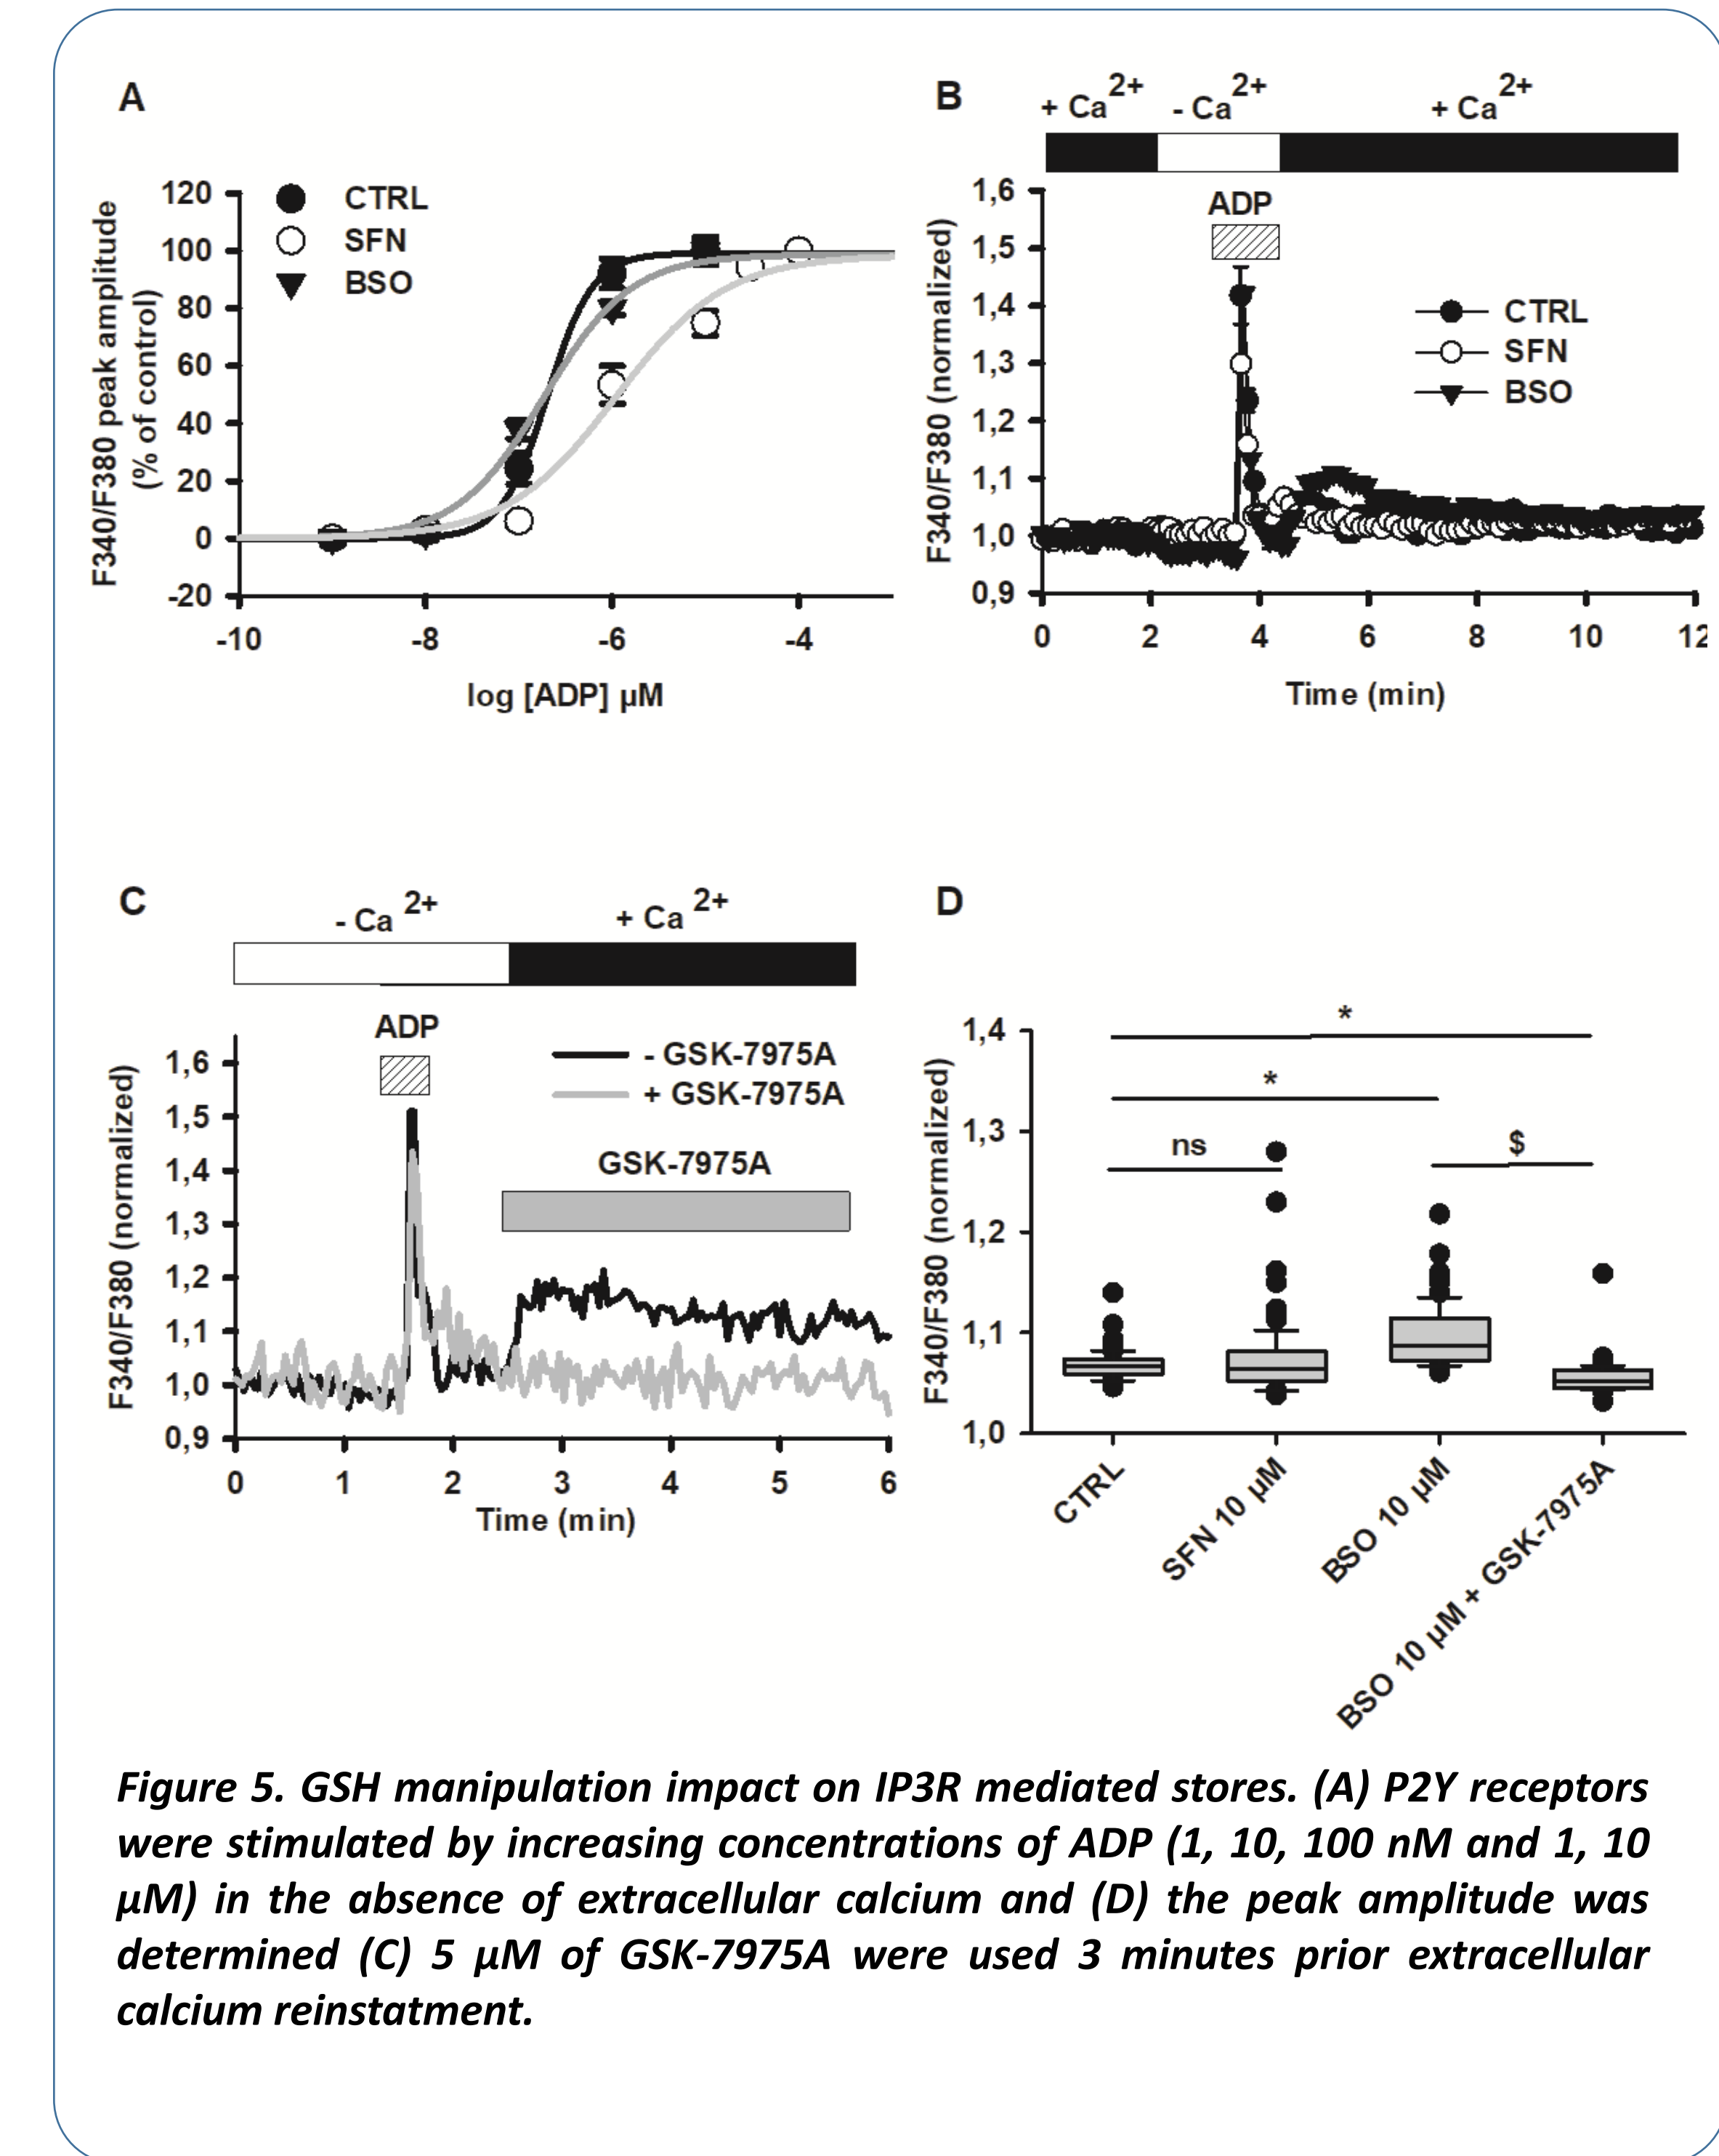 A
120
100
80
60
40
20
0
-20
F340/F380 peak amplitude
(% of control)
CTRL
SFN
BSO
-10 -8 -6 -4
log [ADP] µM
B
+ Ca 2+ - Ca 2+ + Ca 2+
ADP
1,6
1,5
1,4
1,3
1,2
1,1
1,0
0,9
F340/F380 (normalized)
CTRL
SFN
BSO
0 2 4 6 8 10 12
Time (min)
C
- Ca 2+ + Ca 2+
ADP
- GSK-7975A
+ GSK-7975A
GSK-7975A
1,6
1,5
1,4
1,3
1,2
1,1
1,0
0,9
F340/F380 (normalized)
0 1 2 3 4 5 6
Time (min)
D
*
*
ns
$
1,4
1,3
1,2
1,1
1,0
F340/F380 (normalized)
CTRL
SFN 10 µM
BSO 10 µM
BSO 10 µM + GSK-7975A
Figure 5. GSH manipulation impact on IP3R mediated stores. (A) P2Y receptors
were stimulated by increasing concentrations of ADP (1, 10, 100 nM and 1, 10
µM) in the absence of extracellular calcium and (D) the peak amplitude was
determined (C) 5 µM of GSK-7975A were used 3 minutes prior extracellular
calcium reinstatment.